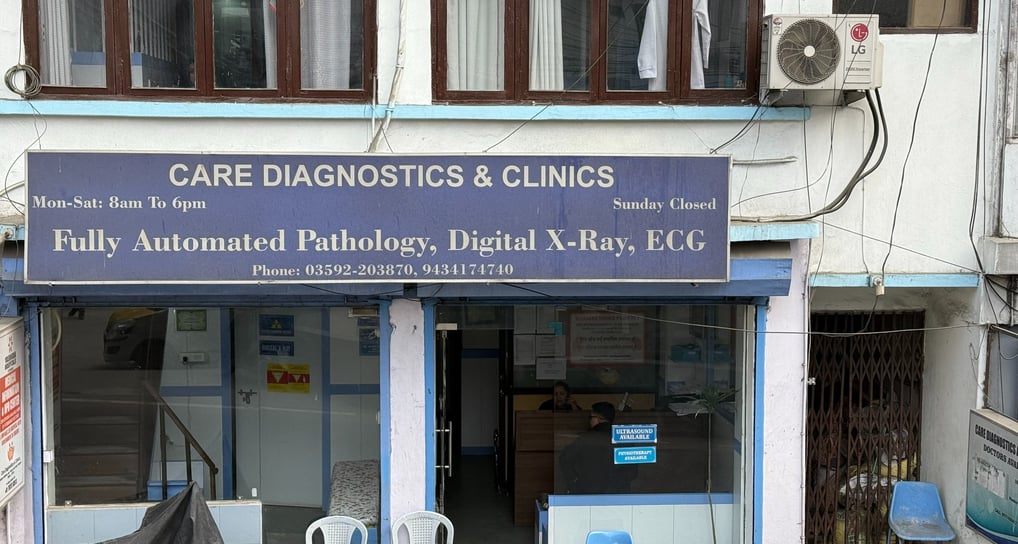 LG
CARE DIAGNOSTICS & CLINICS
Mon-Sat: 8am To 6pm
Sunday Closed
Fully Automated Pathology, Digital X-Ray, ECG
Phone: 03592-203870, 9434174740
ULTRASOUND
AVAILABLE
PHYSIOTHERAPY
AVAILABLE
CARE DIAGNOSTICS